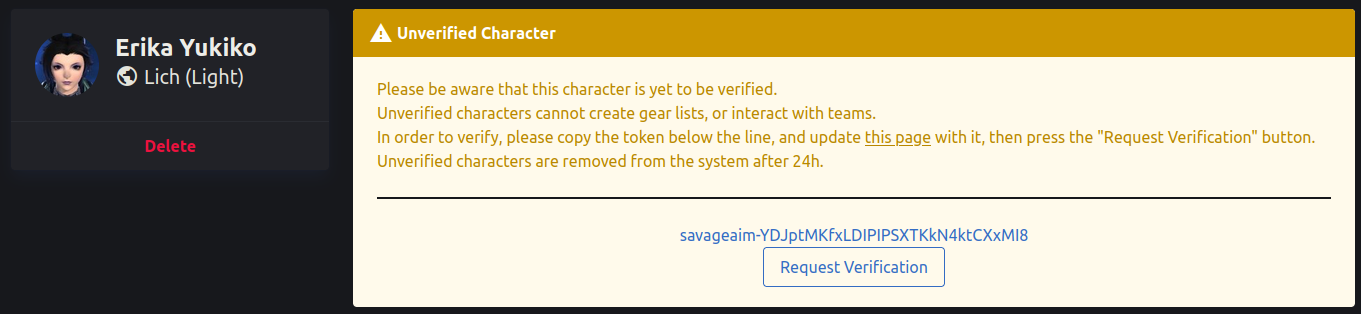 Erika Yukiko
Lich (Light)
Delete
Unverified Character
Please be aware that this character is yet to be verified.
Unverified characters cannot create gear lists, or interact with teams.
In order to verify, please copy the token below the line, and update this page with it, then press the "Request Verification" button.
Unverified characters are removed from the system after 24h.
savageaim-YDJptMKfxLDIPIPSXTKkN4ktCXxMI8
Request Verification